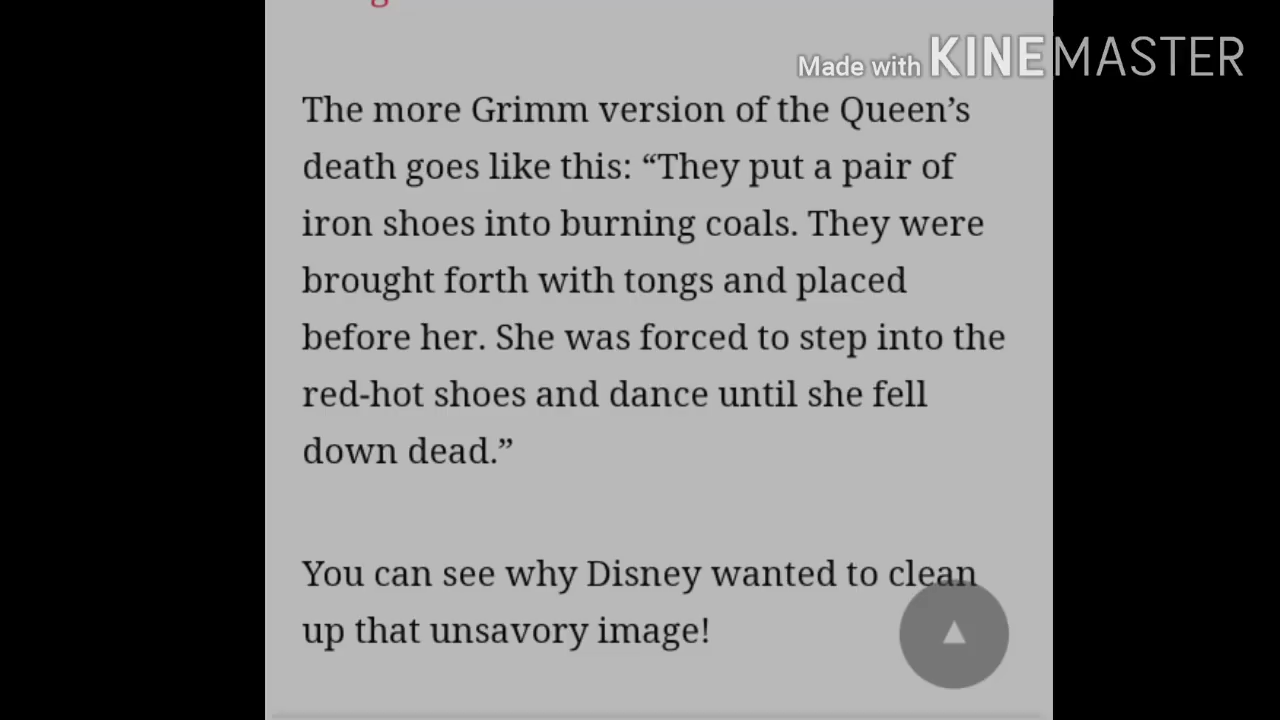 Made with KINEMASTER
The more Grimm version of the Queen’s
death goes like this: “They put a pair of
iron shoes into burning coals. They were
brought forth with tongs and placed
before her. She was forced to step into the
red-hot shoes and dance until she fell
down dead.”
You can see why Disney wanted to clean
up that unsavory image!